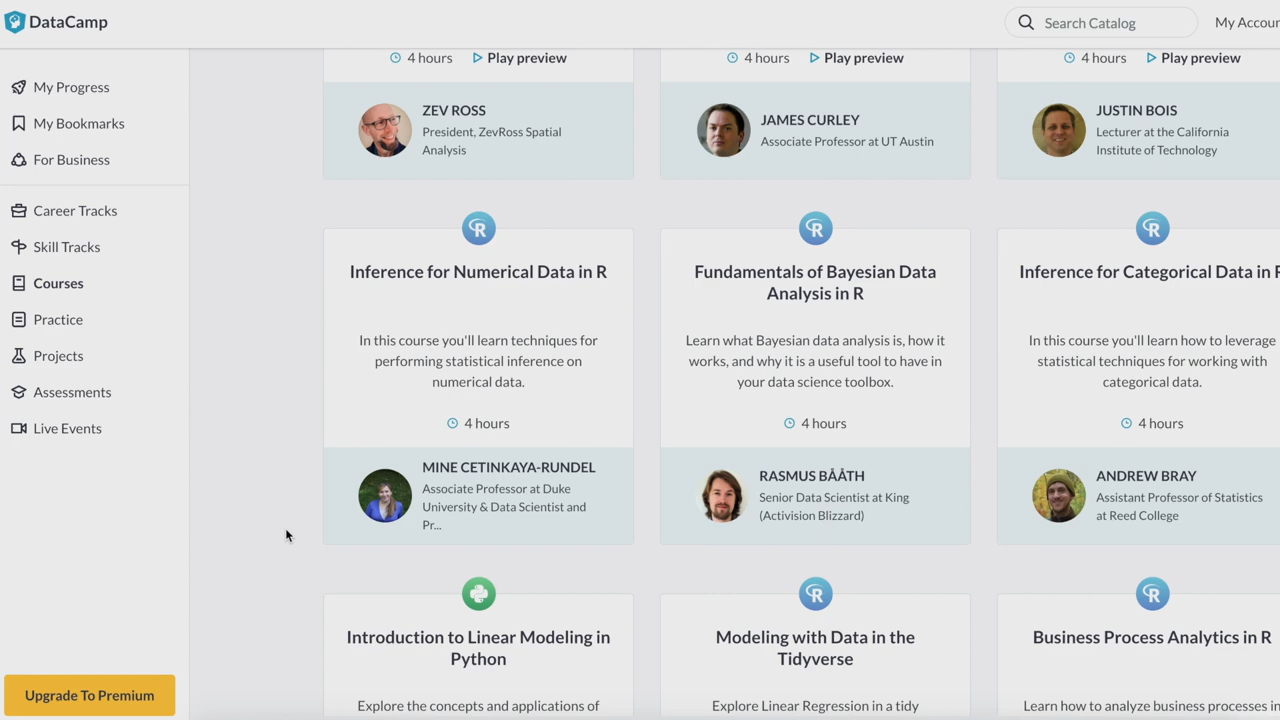 DataCamp
Search Catalog
My Accoun
My Progress
My Bookmarks
For Business
Career Tracks
Skill Tracks
Courses
Practice
Projects
Assessments
Live Events
Upgrade To Premium
4 hours Play preview
ZEV ROSS
President, ZevRoss Spatial
Analysis
4 hours Play preview
JAMES CURLEY
Associate Professor at UT Austin
4 hours Play preview
JUSTIN BOIS
Lecturer at the California
Institute of Technology
R
Inference for Numerical Data in R
In this course you'll learn techniques for
performing statistical inference on
numerical data.
4 hours
MINE CETINKAYA-RUNDEL
Associate Professor at Duke
University & Data Scientist and
Pr...
R
Fundamentals of Bayesian Data
Analysis in R
Learn what Bayesian data analysis is, how it
works, and why it is a useful tool to have in
your data science toolbox.
4 hours
RASMUS BÅÅTH
Senior Data Scientist at King
(Activision Blizzard)
R
Inference for Categorical Data in R
In this course you'll learn how to leverage
statistical techniques for working with
categorical data.
4 hours
ANDREW BRAY
Assistant Professor of Statistics
at Reed College
Introduction to Linear Modeling in
Python
Explore the concepts and applications of
R
Modeling with Data in the
Tidyverse
Explore Linear Regression in a tidy
R
Business Process Analytics in R
Learn how to analyze business processes in